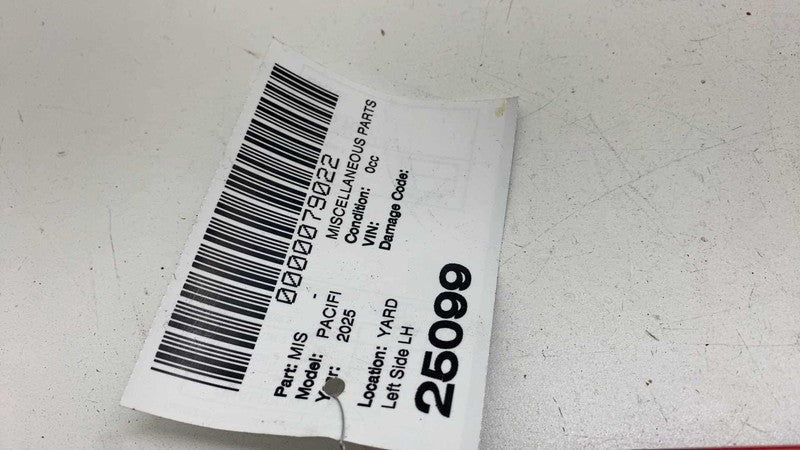 0000079022
Part: MIS - MISCELLANEOUS PARTS
Model: PACIFI Condition: 0cc
Year: 2025 VIN:
Damage Code:
Location: YARD
Left Side LH
25099